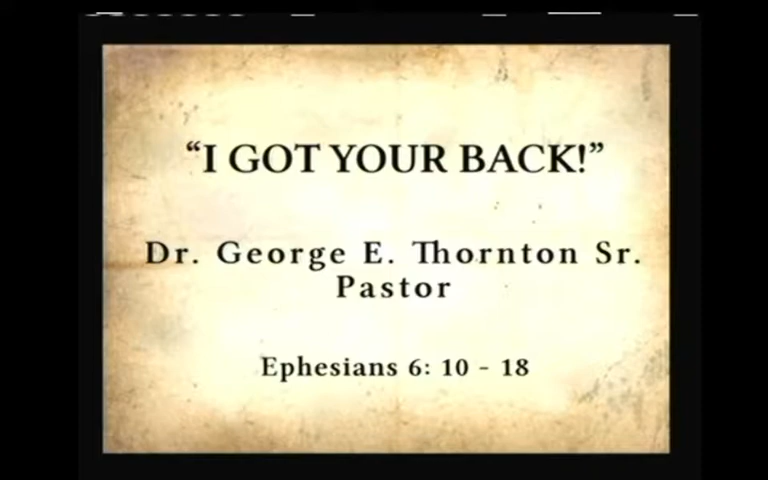 “I GOT YOUR BACK!”
Dr. George E. Thornton Sr.
Pastor
Ephesians 6: 10 - 18